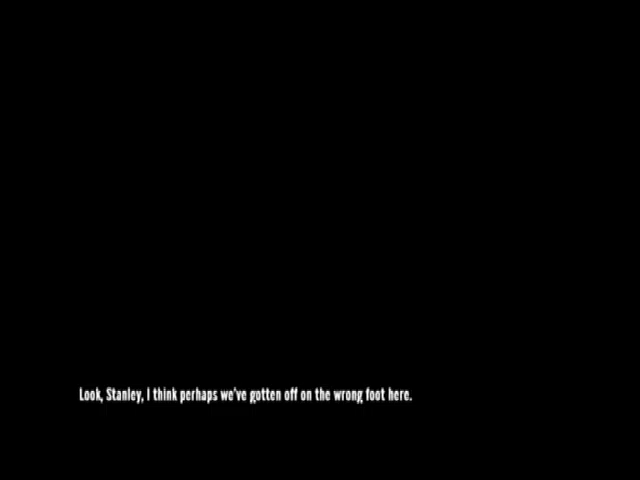 Look, Stanley, I think perhaps we've gotten off on the wrong foot here.